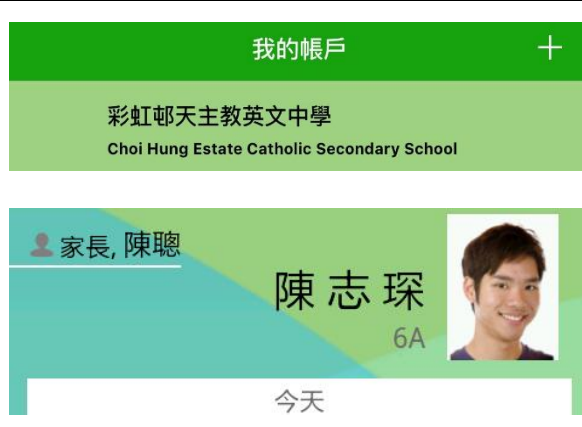 我的帳戶 +
彩虹邨天主教英文中學
Choi Hung Estate Catholic Secondary School
家長, 陳聰
陳志琛
6A
今天